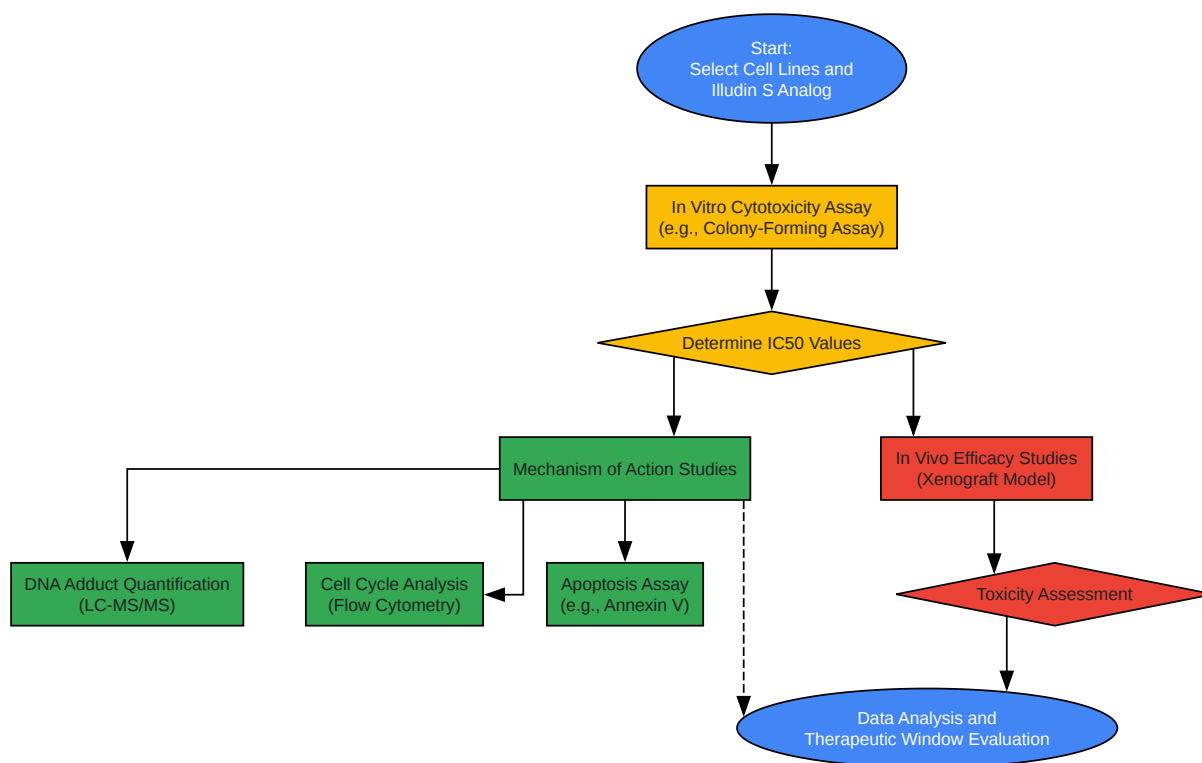 Start:
Select Cell Lines and
Illudin S Analog
In Vitro Cytotoxicity Assay
(e.g., Colony-Forming Assay)
Determine IC50 Values
Mechanism of Action Studies
In Vivo Efficacy Studies
(Xenograft Model)
DNA Adduct Quantification
(LC-MS/MS)
Cell Cycle Analysis
(Flow Cytometry)
Apoptosis Assay
(e.g., Annexin V)
Toxicity Assessment
Data Analysis and
Therapeutic Window Evaluation